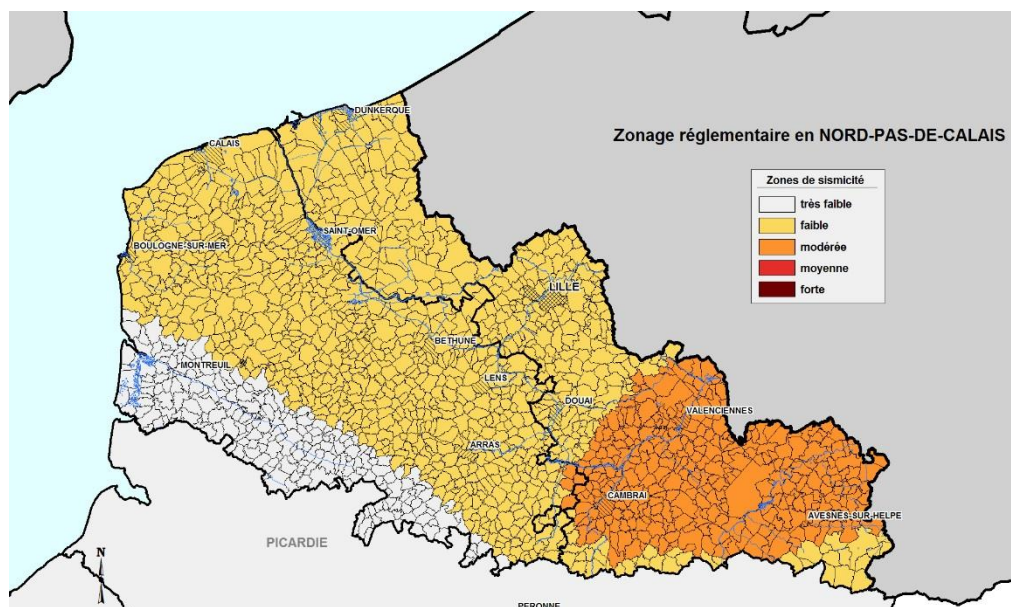 DUNKERQUE
CALAIS
Zonage réglementaire en NORD-PAS-DE-CALAIS
Zones de sismicité
très faible
faible
modérée
moyenne
forte
SAINT-OMER
BOULOGNE-SUR-MER
LILLE
BETHUNE
MONTREUIL
LENS
DOUAI
VALENCIENNES
ARRAS
CAMBRAI
AVESNES-SUR-HELPE
PICARDIE
N
PERONNE